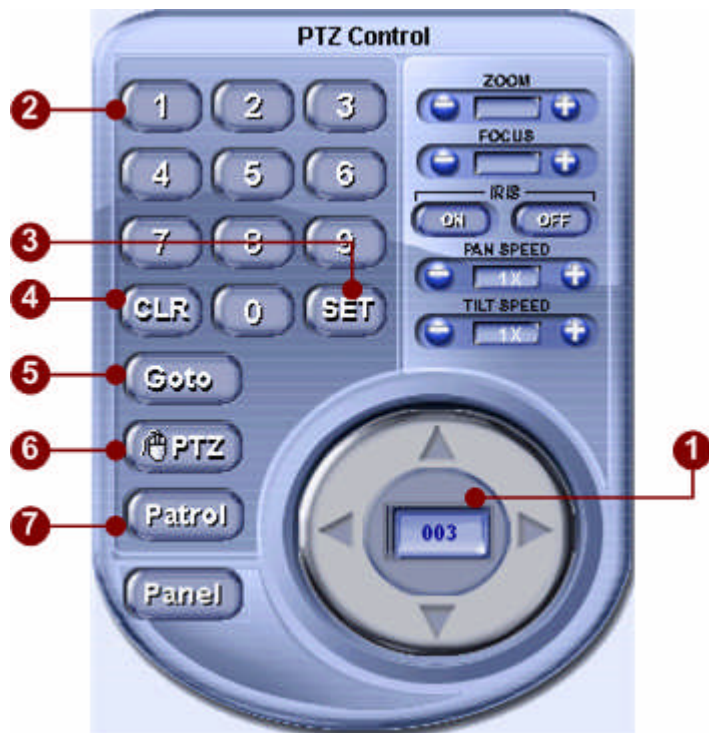 PTZ Control
1 2 3
4 5 6
7 8 9
CLR 0 SET
Goto
PTZ
Patrol
Panel
ZOOM
FOCUS
IRIS
ON OFF
PAN SPEED
1X
TILT SPEED
1X
003
2
3
4
5
6
7
1